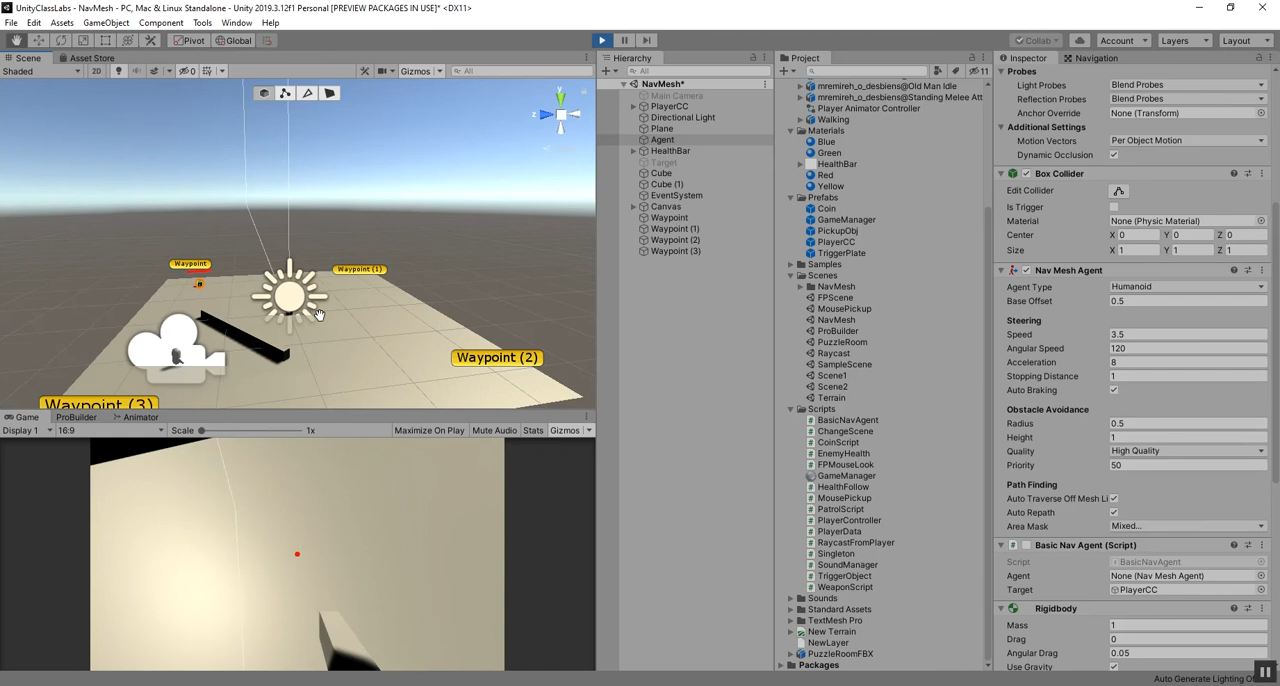 UnityClassLabs - NavMesh - PC, Mac & Linux Standalone - Unity 2019.3.12f1 Personal [PREVIEW PACKAGES IN USE]* <DX11>
File Edit Assets GameObject Component Tools Window Help
Pivot Global Collab Account Layers Layout
Scene Asset Store
Shaded 2D 0 Gizmos All
y
z
Waypoint
Waypoint (1)
Waypoint (2)
Waypoint (3)
Game ProBuilder Animator
Display 1 16:9 Scale 1x Maximize On Play Mute Audio Stats Gizmos
Hierarchy
All
NavMesh*
Main Camera
PlayerCC
Directional Light
Plane
Agent
HealthBar
Target
Cube
Cube (1)
EventSystem
Canvas
Waypoint
Waypoint (1)
Waypoint (2)
Waypoint (3)
Project
11
mremireh_o_desbiens@Old Man Idle
mremireh_o_desbiens@Standing Melee Att
Player Animator Controller
Walking
Materials
Blue
Green
HealthBar
Red
Yellow
Prefabs
Coin
GameManager
PickupObj
PlayerCC
TriggerPlate
Samples
Scenes
NavMesh
FPScene
MousePickup
NavMesh
ProBuilder
PuzzleRoom
Raycast
SampleScene
Scene1
Scene2
Terrain
Scripts
BasicNavAgent
ChangeScene
CoinScript
EnemyHealth
FPMouseLook
GameManager
HealthFollow
MousePickup
PatrolScript
PlayerController
PlayerData
RaycastFromPlayer
Singleton
SoundManager
TriggerObject
WeaponScript
Sounds
Standard Assets
TextMesh Pro
New Terrain
NewLayer
PuzzleRoomFBX
Packages
Inspector Navigation
Probes
Light Probes Blend Probes
Reflection Probes Blend Probes
Anchor Override None (Transform)
Additional Settings
Motion Vectors Per Object Motion
Dynamic Occlusion
Box Collider
Edit Collider
Is Trigger
Material None (Physic Material)
Center X 0 Y 0 Z 0
Size X 1 Y 1 Z 1
Nav Mesh Agent
Agent Type Humanoid
Base Offset 0.5
Steering
Speed 3.5
Angular Speed 120
Acceleration 8
Stopping Distance 1
Auto Braking
Obstacle Avoidance
Radius 0.5
Height 1
Quality High Quality
Priority 50
Path Finding
Auto Traverse Off Mesh Li
Auto Repath
Area Mask Mixed...
Basic Nav Agent (Script)
Script BasicNavAgent
Agent None (Nav Mesh Agent)
Target PlayerCC
Rigidbody
Mass 1
Drag 0
Angular Drag 0.05
Use Gravity
Auto Generate Lighting Of